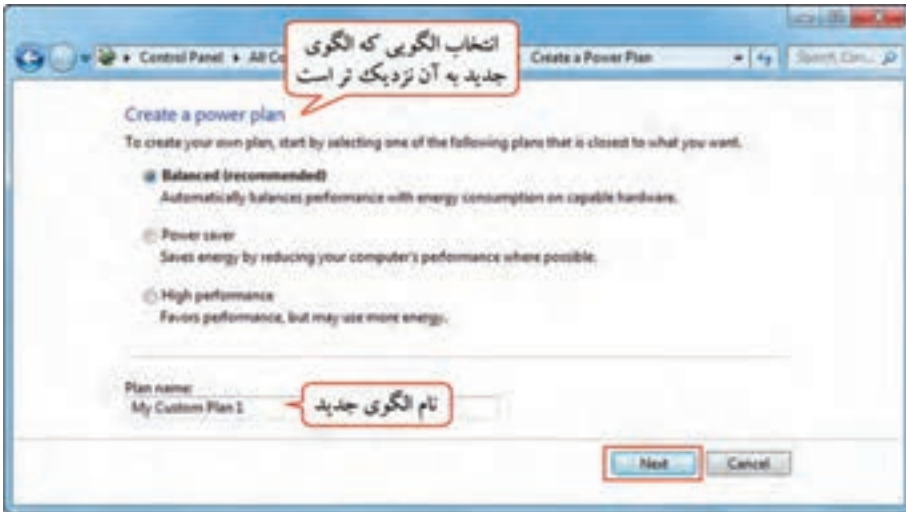 انتخاب الگویی که الگوی
جدید به آن نزدیک تر است
Control Panel All Co Create a Power Plan
Create a power plan
To create your own plan, start by selecting one of the following plans that is closest to what you want.
Balanced (recommended)
Automatically balances performance with energy consumption on capable hardware.
Power saver
Saves energy by reducing your computer's performance where possible.
High performance
Favors performance, but may use more energy.
Plan name:
My Custom Plan 1
نام الگوی جدید
Next Cancel